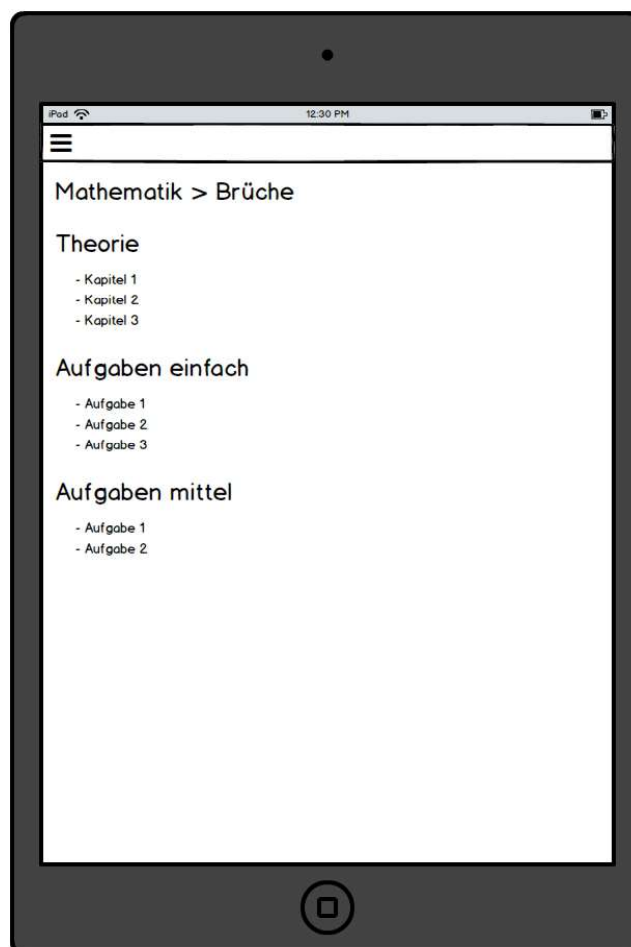 iPad 12:30 PM
Mathematik > Brüche
Theorie
- Kapitel 1
- Kapitel 2
- Kapitel 3
Aufgaben einfach
- Aufgabe 1
- Aufgabe 2
- Aufgabe 3
Aufgaben mittel
- Aufgabe 1
- Aufgabe 2